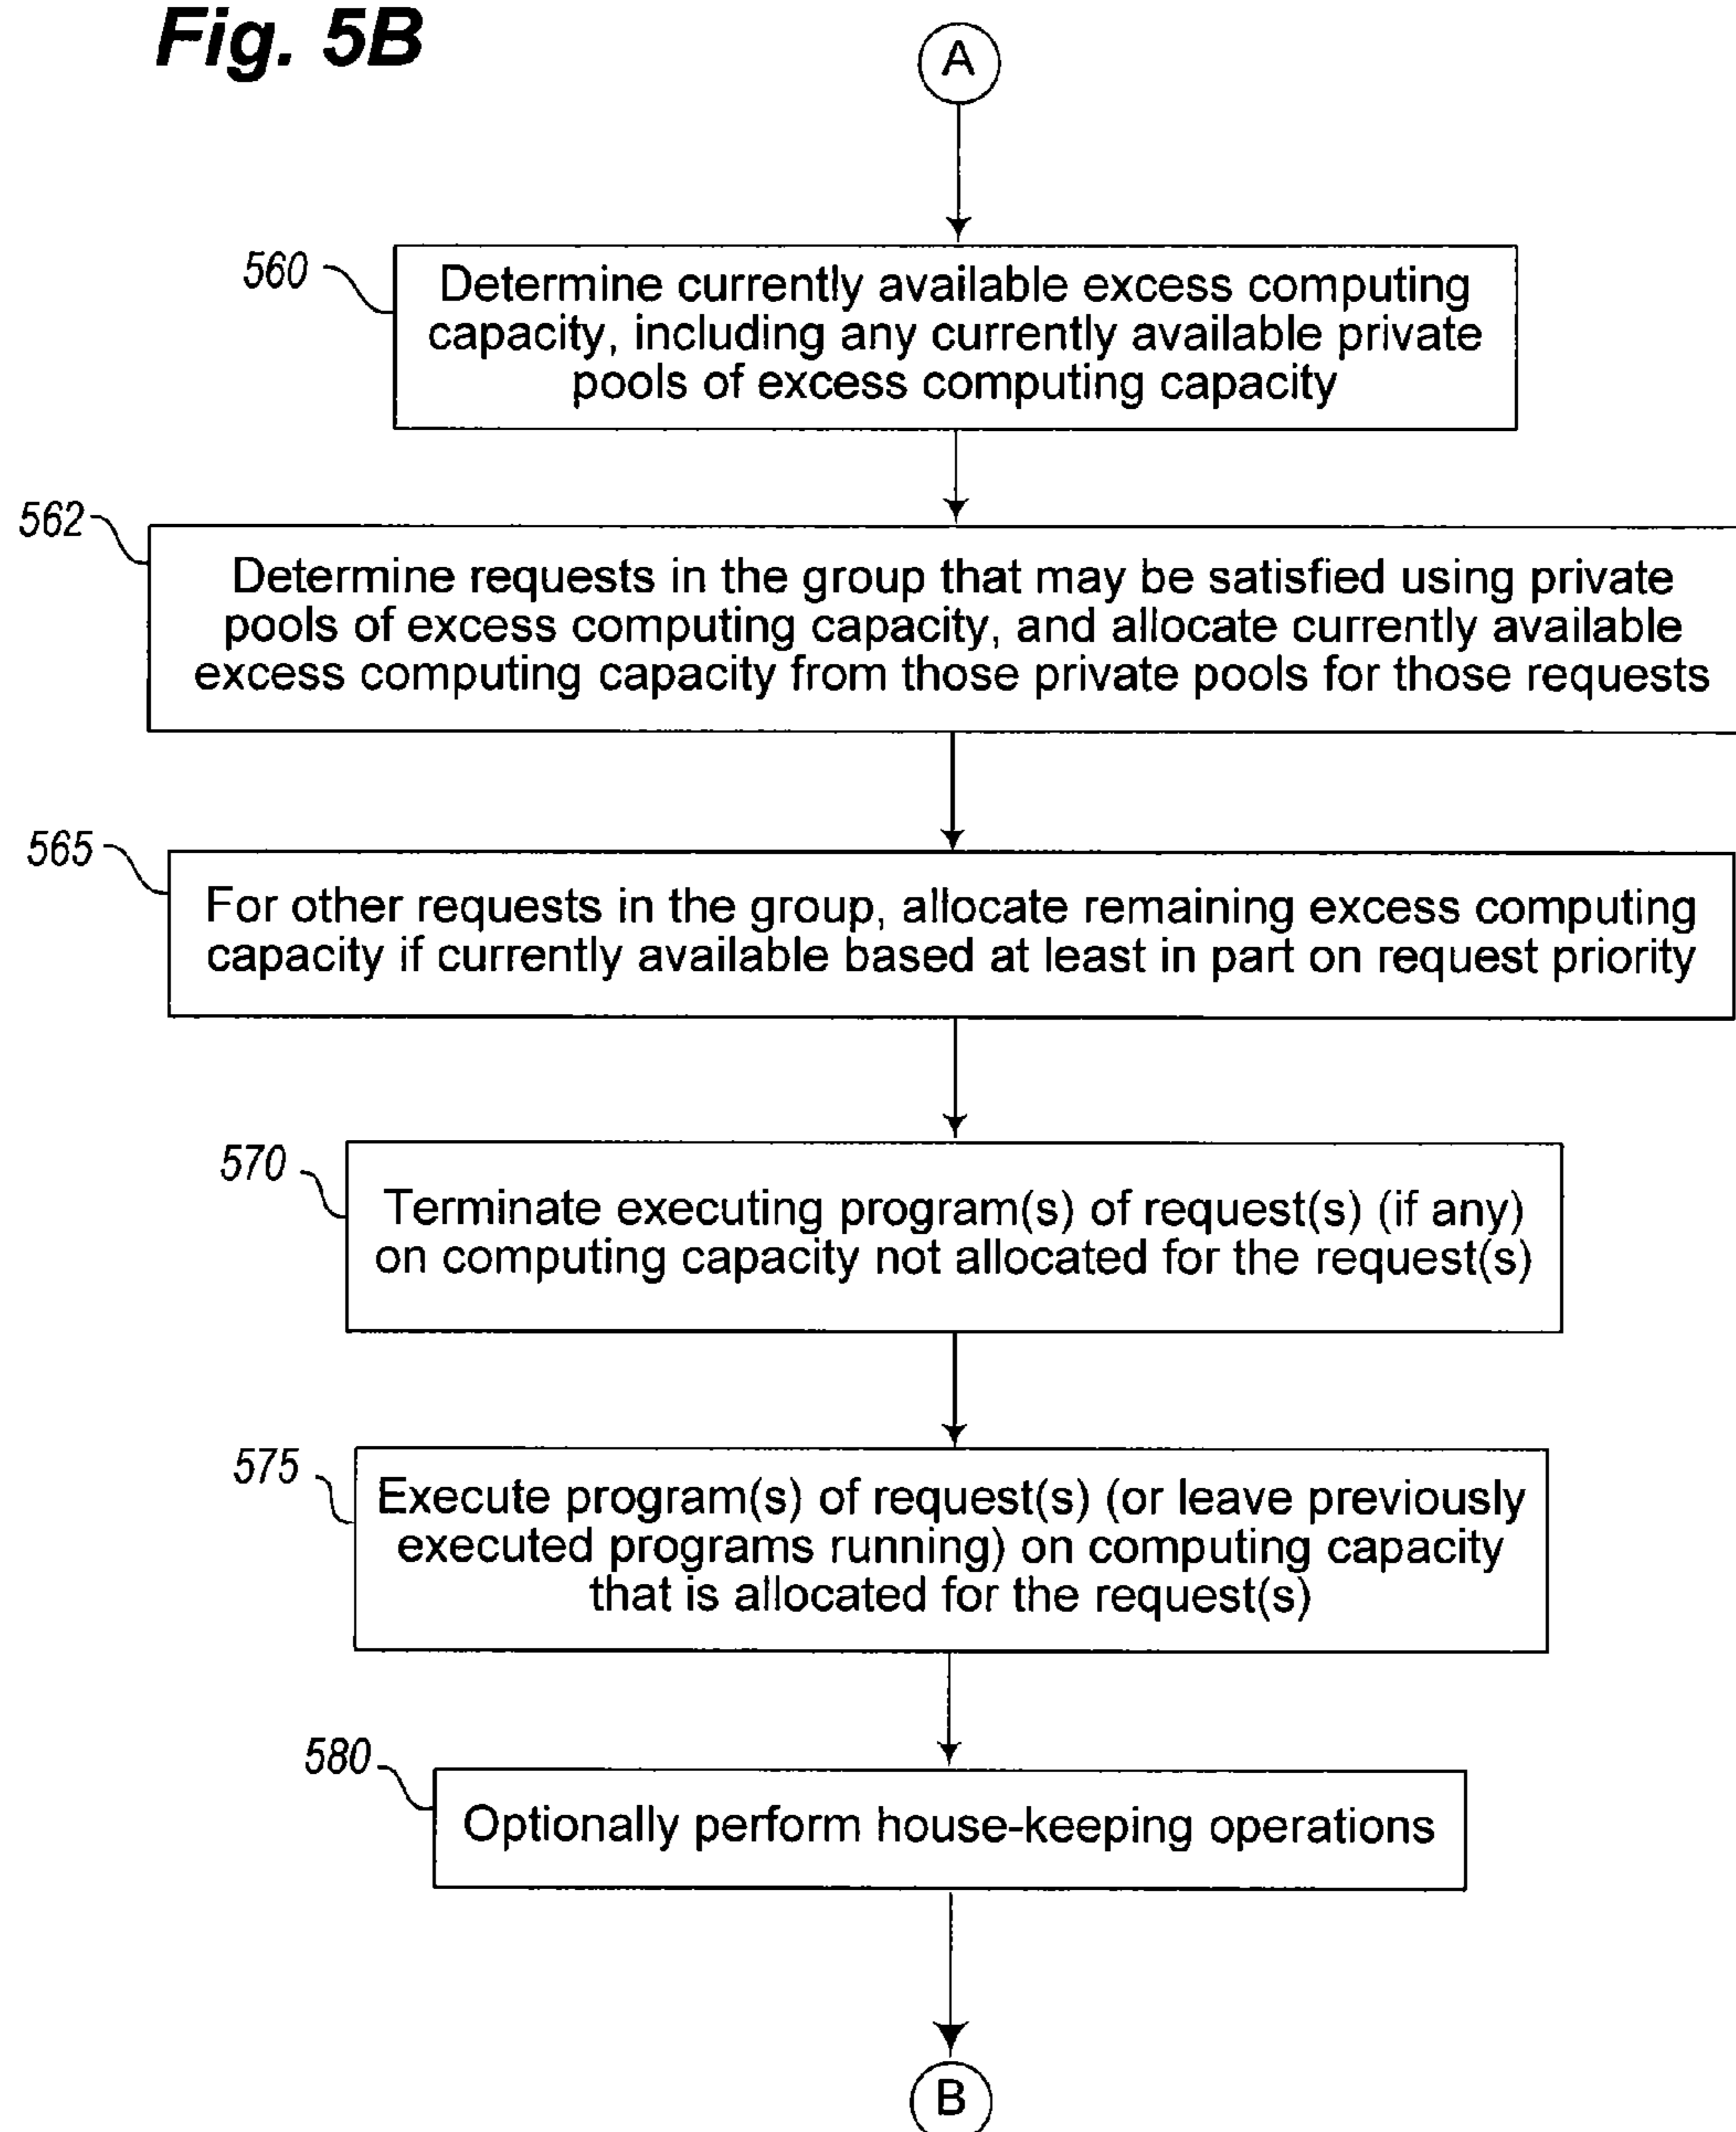 Fig. 5B
A
560
Determine currently available excess computing
capacity, including any currently available private
pools of excess computing capacity
562
Determine requests in the group that may be satisfied using private
pools of excess computing capacity, and allocate currently available
excess computing capacity from those private pools for those requests
565
For other requests in the group, allocate remaining excess computing
capacity if currently available based at least in part on request priority
570
Terminate executing program(s) of request(s) (if any)
on computing capacity not allocated for the request(s)
575
Execute program(s) of request(s) (or leave previously
executed programs running) on computing capacity
that is allocated for the request(s)
580
Optionally perform house-keeping operations
B